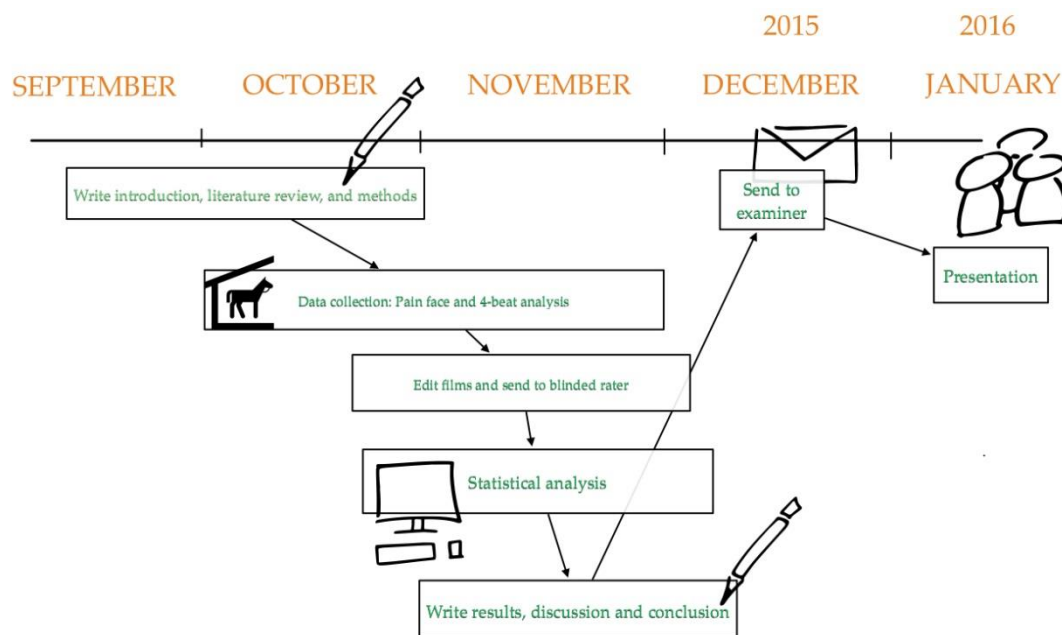 2015 2016
SEPTEMBER OCTOBER NOVEMBER DECEMBER JANUARY
Write introduction, literature review, and methods
Send to
examiner
Presentation
Data collection: Pain face and 4-beat analysis
Edit films and send to blinded rater
Statistical analysis
Write results, discussion and conclusion